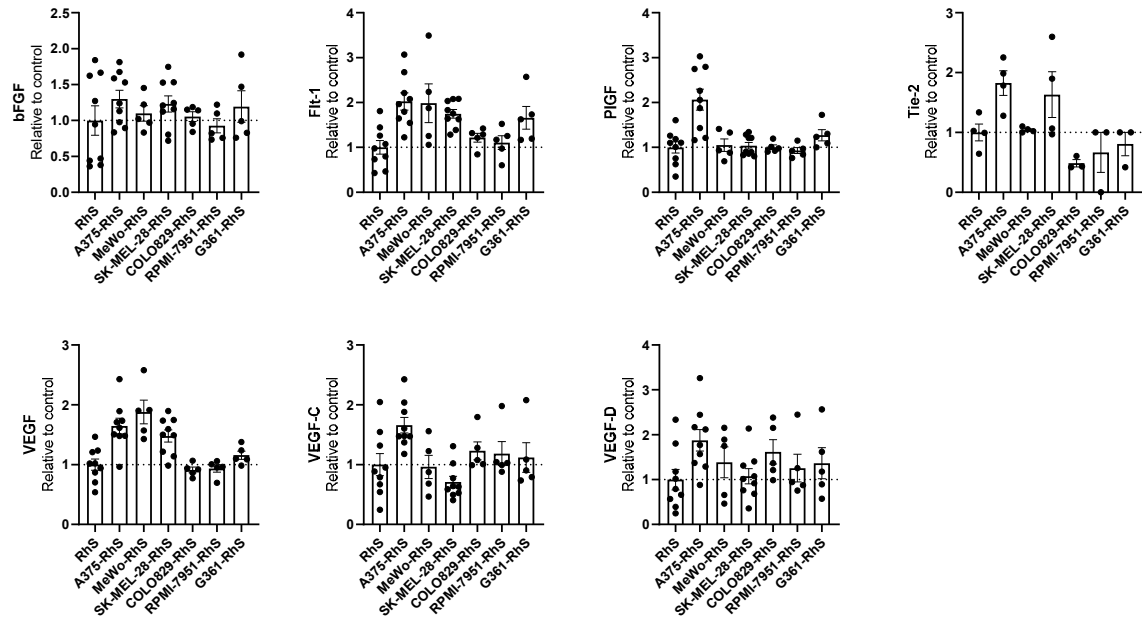 bFGF
Relative to control
2.5
2.0
1.5
1.0
0.5
0.0
RhS
A375-RhS
MeWo-RhS
SK-MEL-28-RhS
COLO829-RhS
RPMI-7951-RhS
G361-RhS
Flt-1
Relative to control
4
3
2
1
0
RhS
A375-RhS
MeWo-RhS
SK-MEL-28-RhS
COLO829-RhS
RPMI-7951-RhS
G361-RhS
PlGF
Relative to control
4
3
2
1
0
RhS
A375-RhS
MeWo-RhS
SK-MEL-28-RhS
COLO829-RhS
RPMI-7951-RhS
G361-RhS
Tie-2
Relative to control
3
2
1
0
RhS
A375-RhS
MeWo-RhS
SK-MEL-28-RhS
COLO829-RhS
RPMI-7951-RhS
G361-RhS
VEGF
Relative to control
3
2
1
0
RhS
A375-RhS
MeWo-RhS
SK-MEL-28-RhS
COLO829-RhS
RPMI-7951-RhS
G361-RhS
VEGF-C
Relative to control
3
2
1
0
RhS
A375-RhS
MeWo-RhS
SK-MEL-28-RhS
COLO829-RhS
RPMI-7951-RhS
G361-RhS
VEGF-D
Relative to control
4
3
2
1
0
RhS
A375-RhS
MeWo-RhS
SK-MEL-28-RhS
COLO829-RhS
RPMI-7951-RhS
G361-RhS